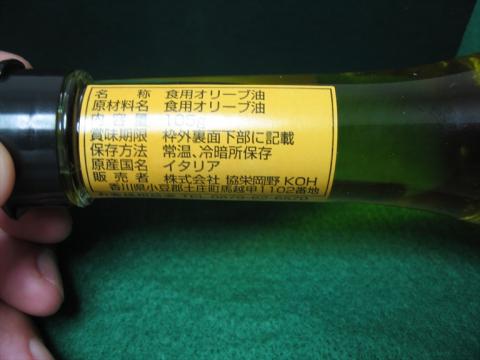 名 称 食用オリーブ油
原材料名 食用オリーブ油
内容量 105g
賞味期限 枠外裏面下部に記載
保存方法 常温、冷暗所保存
原産国名 イタリア
販売者 株式会社 協栄岡野 KOH
香川県小豆郡土庄町馬越甲1102番地